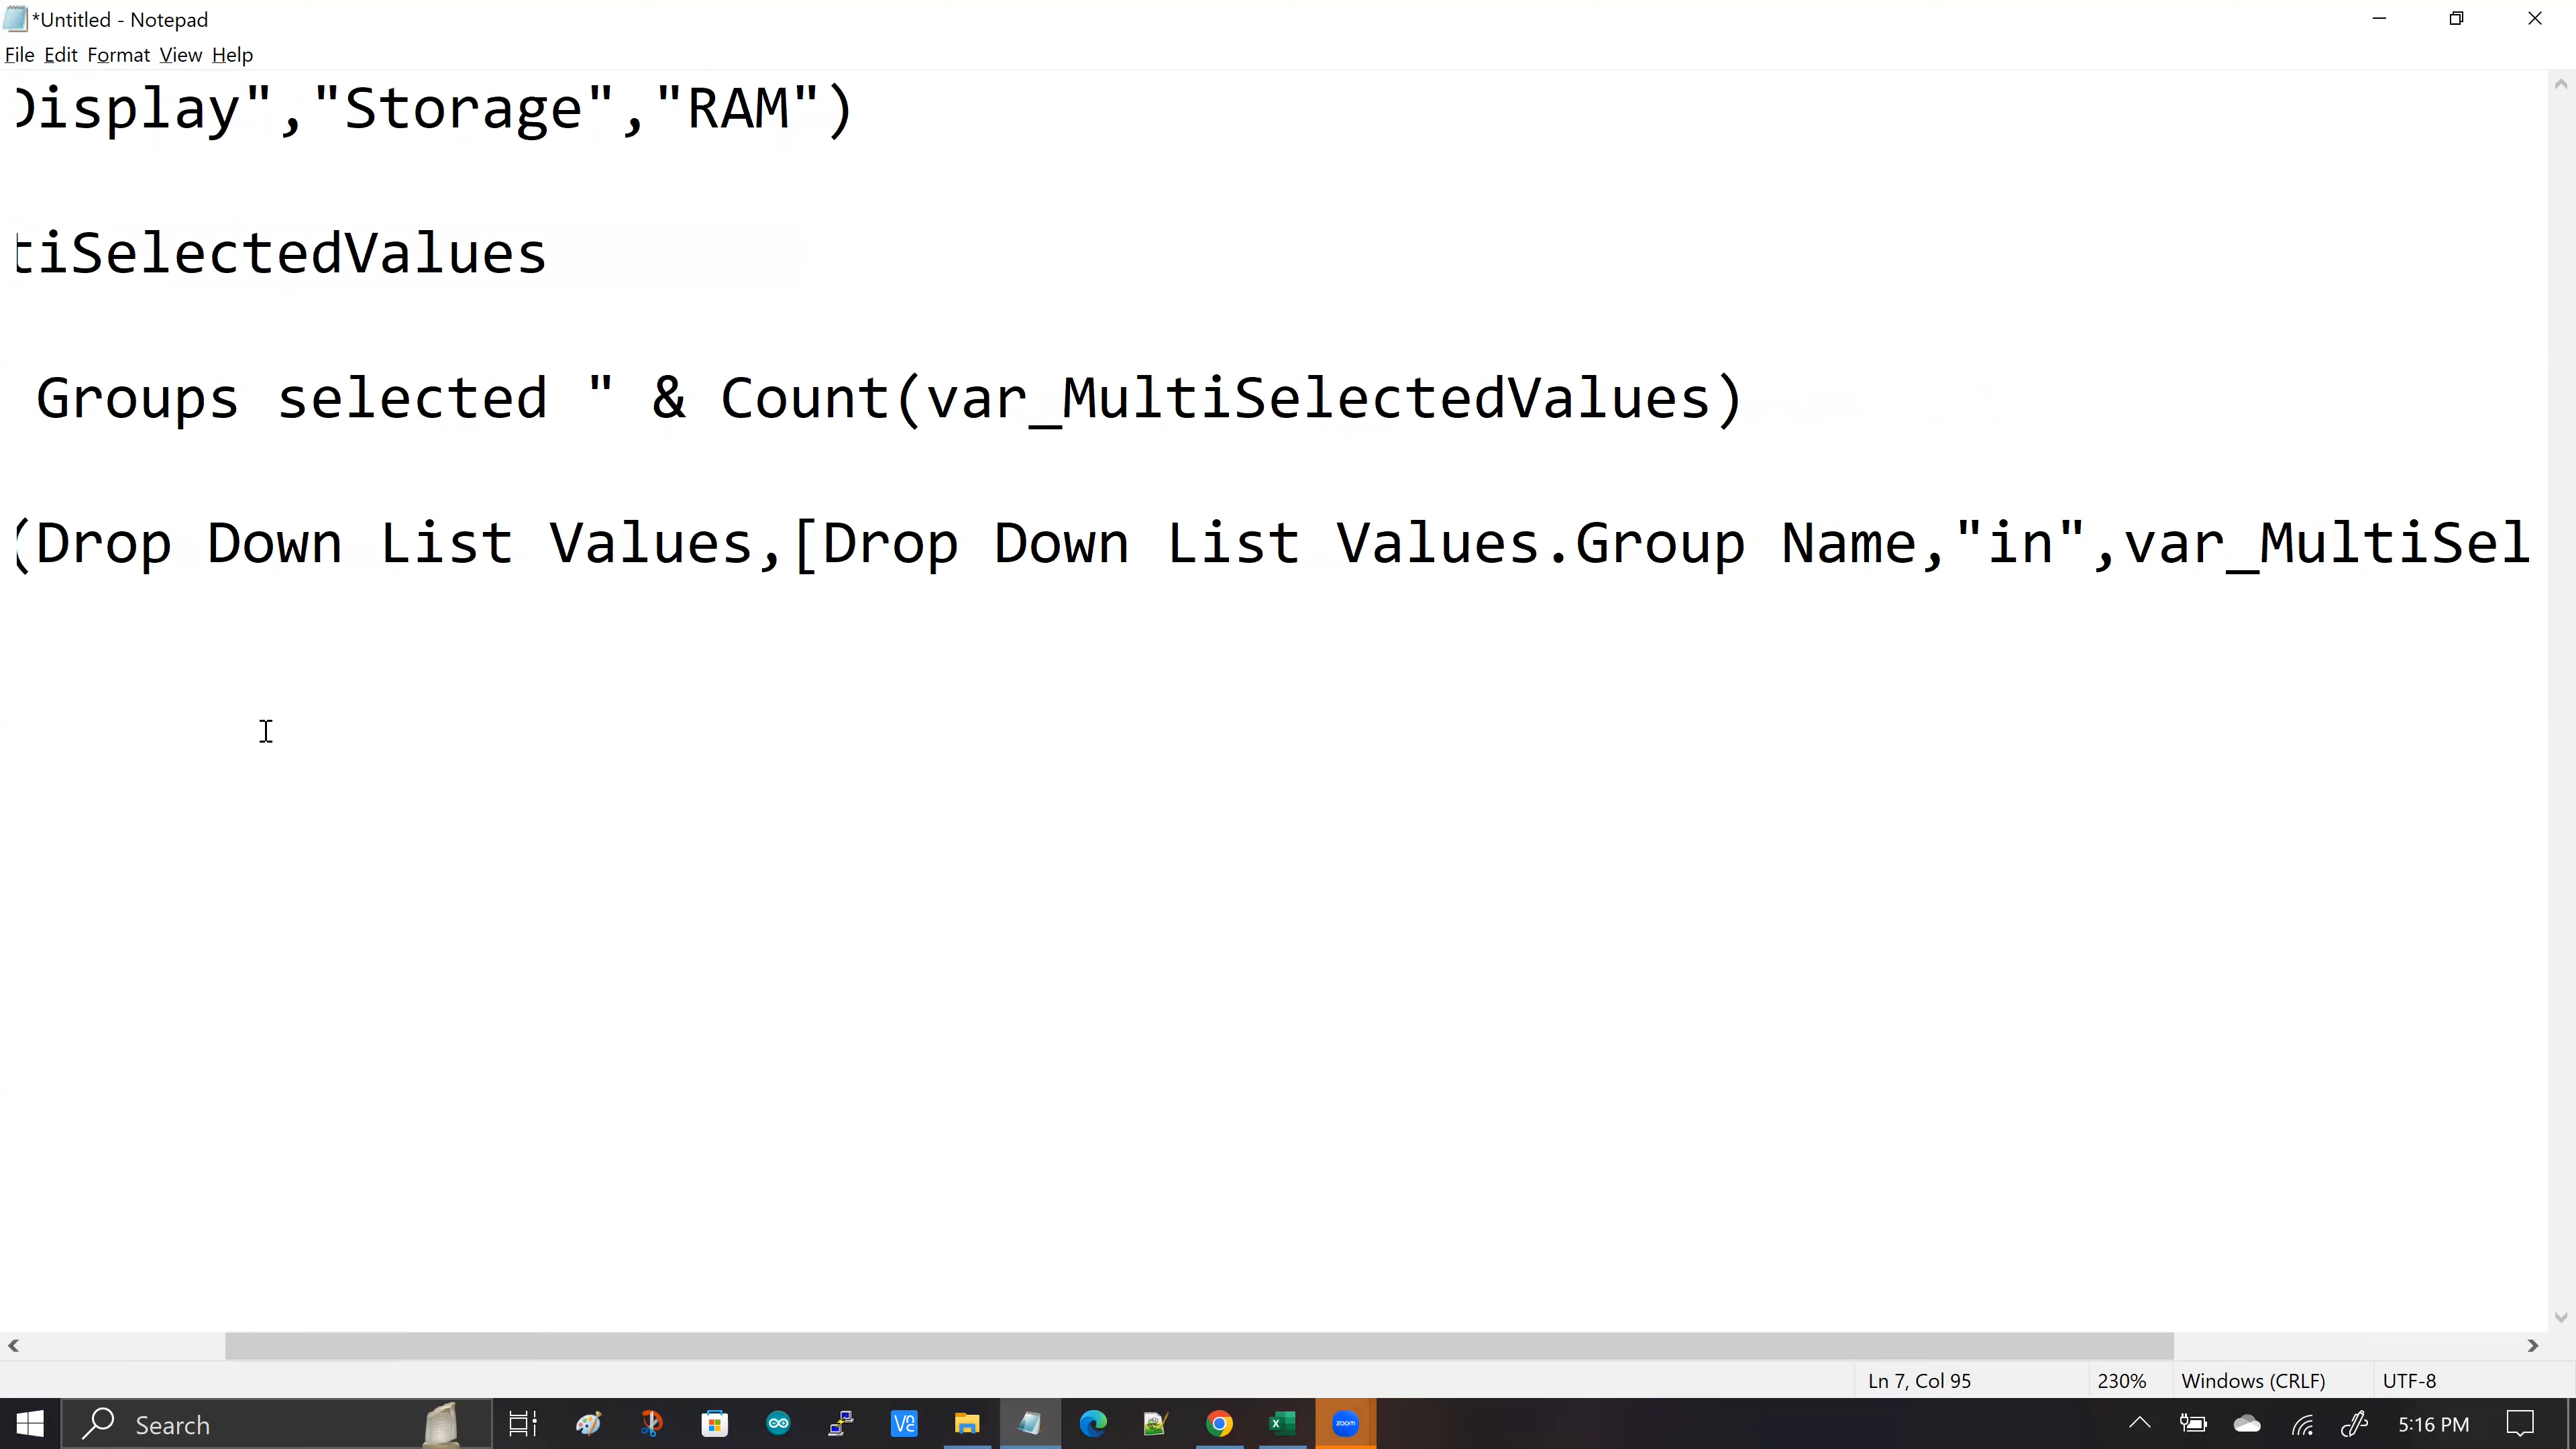 *Untitled - Notepad
File Edit Format View Help
Display","Storage","RAM")
tiSelectedValues
Groups selected " & Count(var_MultiSelectedValues)
(Drop Down List Values,[Drop Down List Values.Group Name,"in",var_MultiSel
Ln 7, Col 95
230%
Windows (CRLF)
UTF-8
Search
zoom
5:16 PM